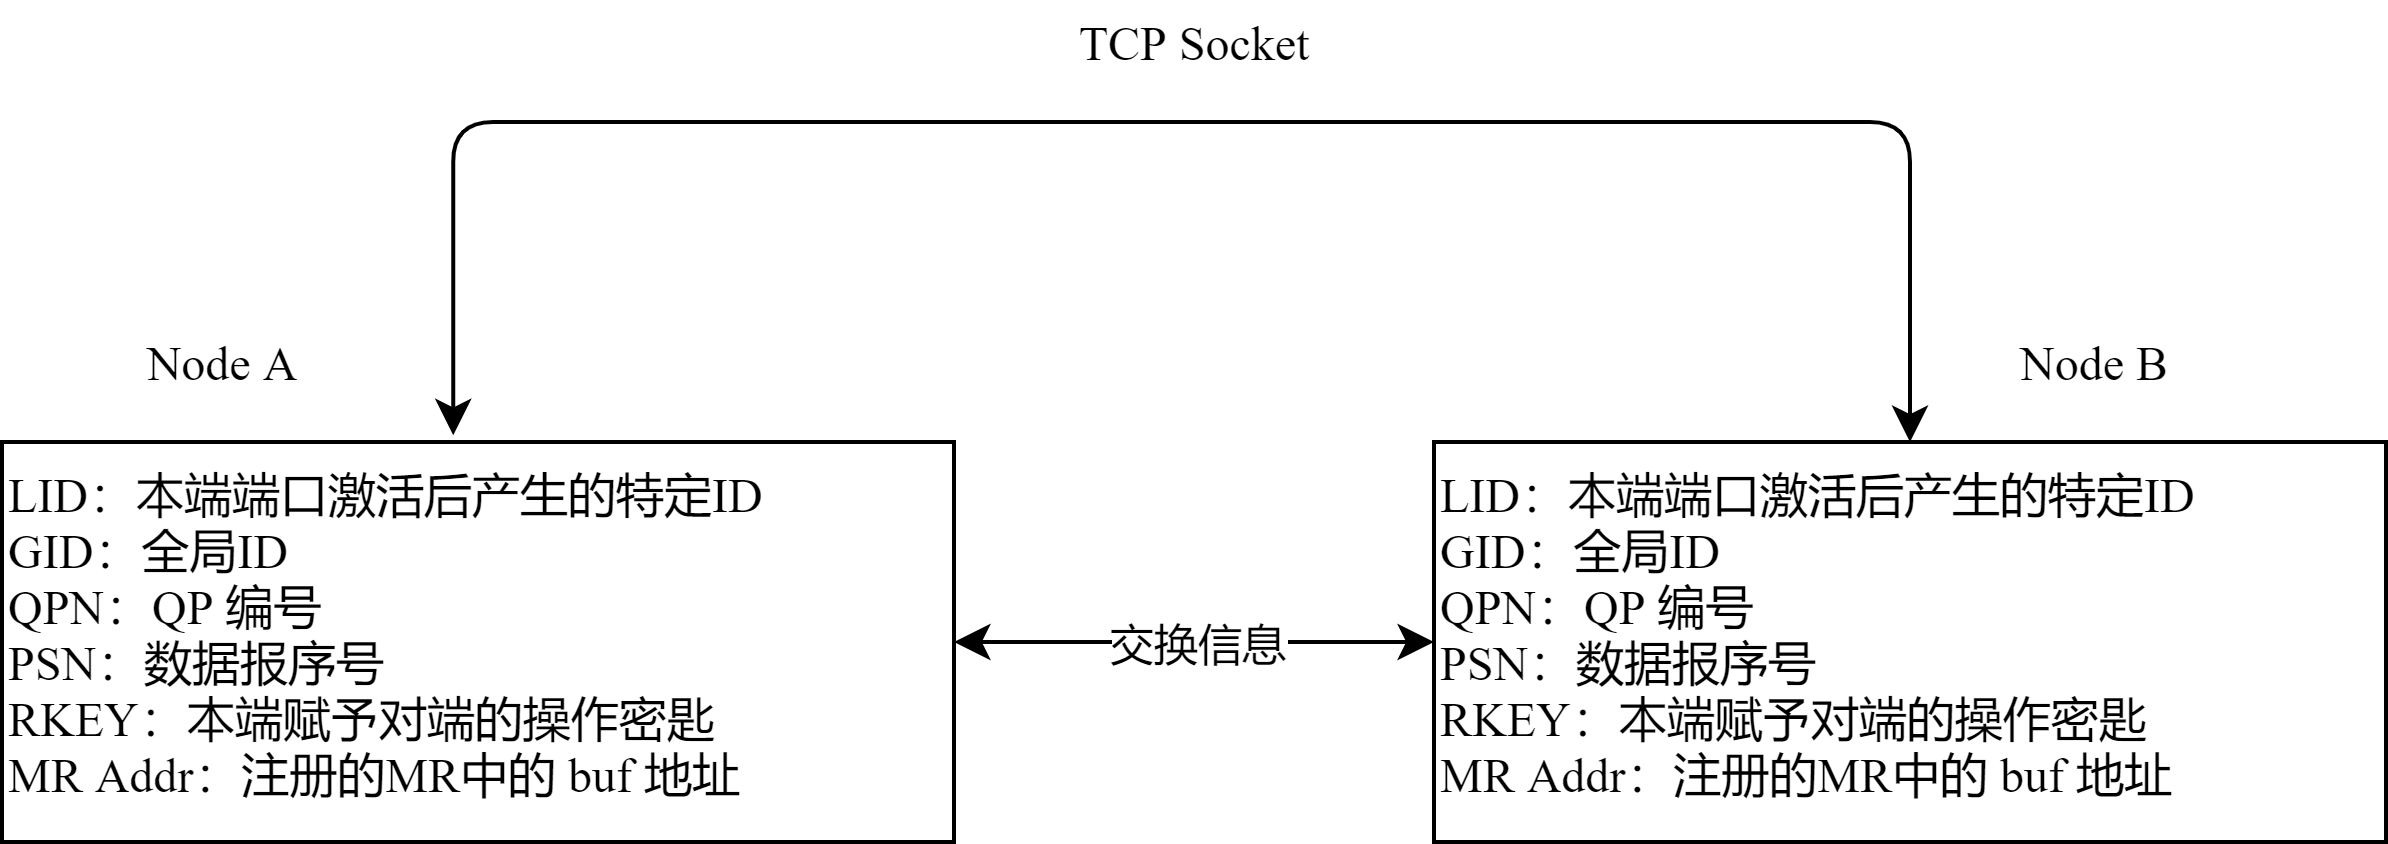 TCP Socket
Node A
Node B
LID：本端端口激活后产生的特定ID
GID：全局ID
QPN：QP 编号
PSN：数据报序号
RKEY：本端赋予对端的操作密匙
MR Addr：注册的MR中的 buf 地址
交换信息
LID：本端端口激活后产生的特定ID
GID：全局ID
QPN：QP 编号
PSN：数据报序号
RKEY：本端赋予对端的操作密匙
MR Addr：注册的MR中的 buf 地址